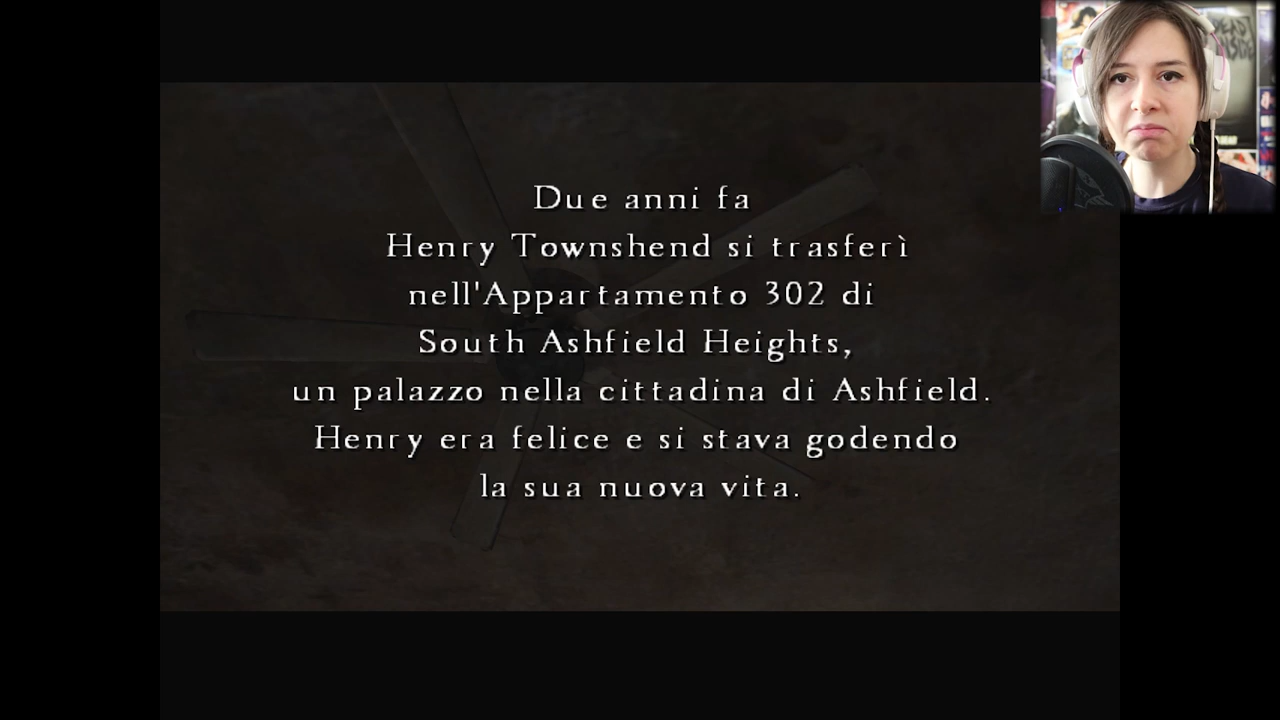 Due anni fa
Henry Townshend si trasferì
nell'Appartamento 302 di
South Ashfield Heights,
un palazzo nella cittadina di Ashfield.
Henry era felice e si stava godendo
la sua nuova vita.